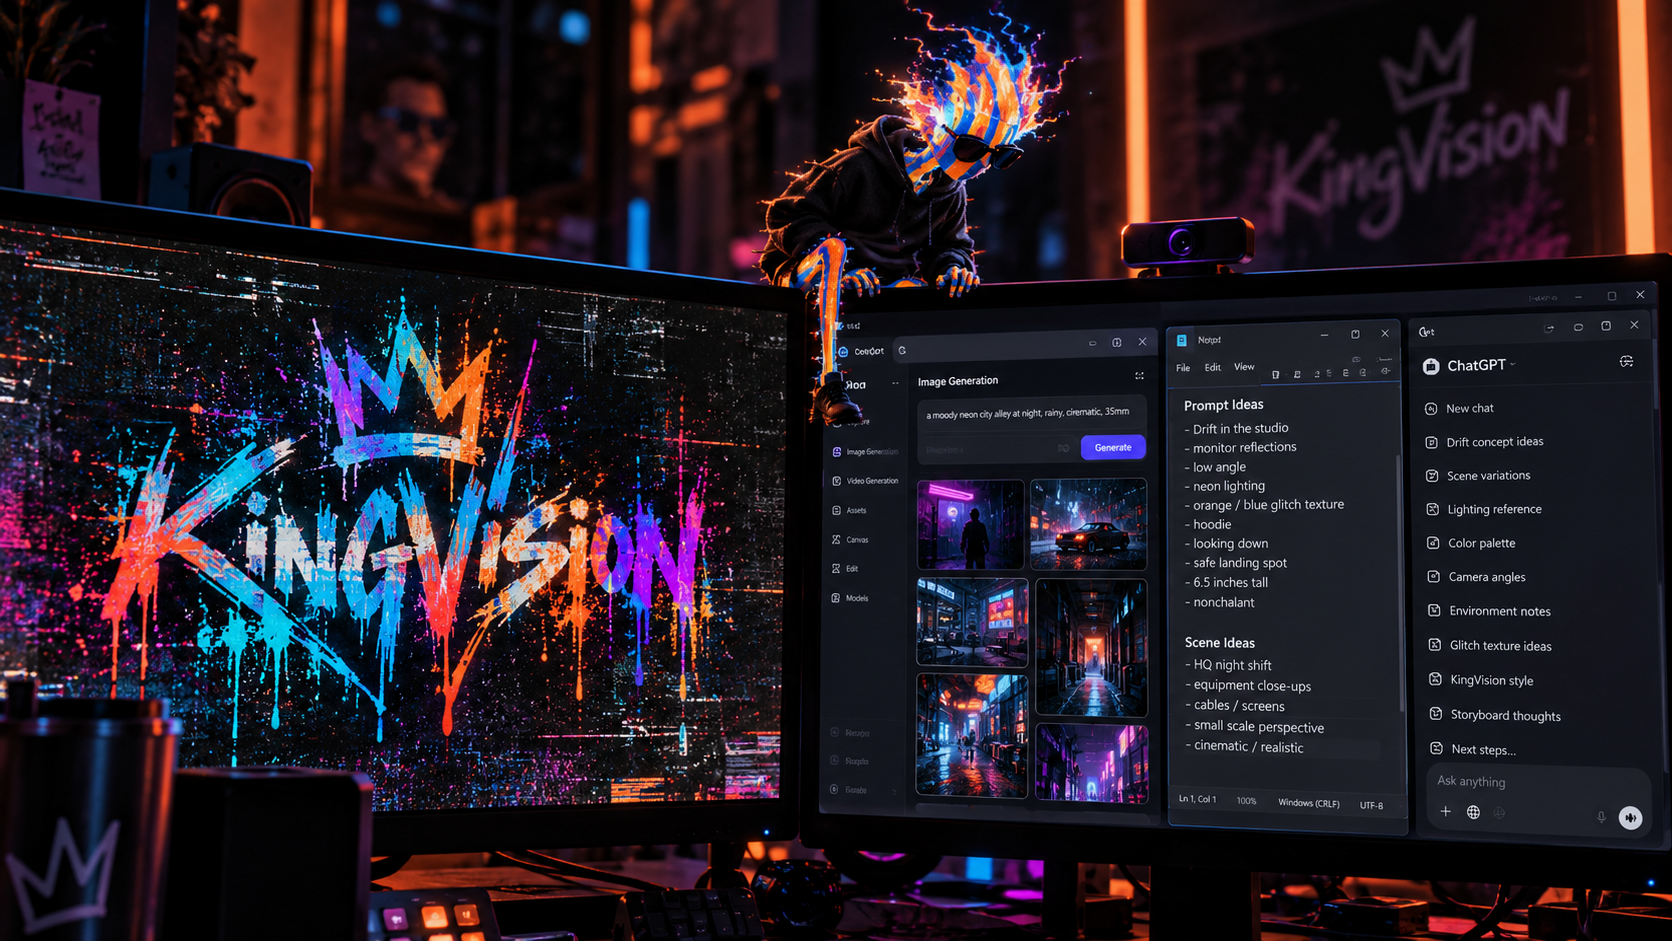 KingVision
KingVision
Image Generation
a moody neon city alley at night, rainy, cinematic, 35mm
Generate
Image Generation
Video Generation
Assets
Canvas
Edit
Models
File Edit View
Prompt Ideas
- Drift in the studio
- monitor reflections
- low angle
- neon lighting
- orange / blue glitch texture
- hoodie
- looking down
- safe landing spot
- 6.5 inches tall
- nonchalant
Scene Ideas
- HQ night shift
- equipment close-ups
- cables / screens
- small scale perspective
- cinematic / realistic
Ln 1, Col 1 100% Windows (CRLF) UTF-8
ChatGPT
New chat
Drift concept ideas
Scene variations
Lighting reference
Color palette
Camera angles
Environment notes
Glitch texture ideas
KingVision style
Storyboard thoughts
Next steps...
Ask anything